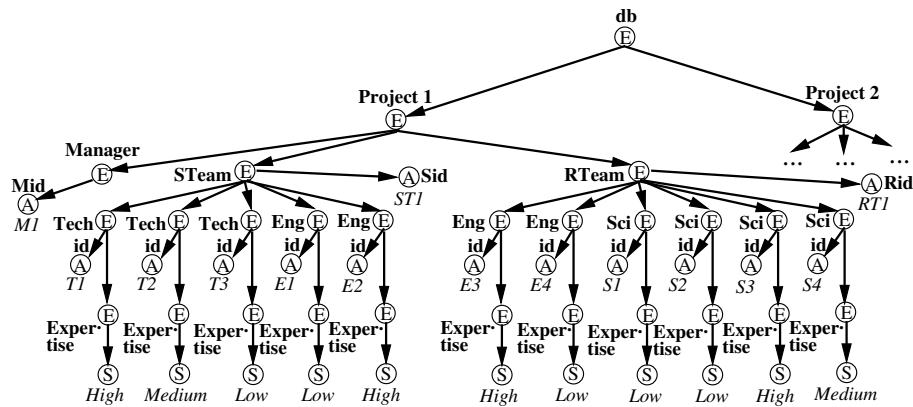 db
E
Project 1
Project 2
E
E
Manager
... ... ...
E
STeam
E
A Sid
RTeam
E
A Rid
Mid
A
M1
ST1
RT1
Tech E Tech E Tech E Eng E Eng E Eng E Eng E Sci E Sci E Sci E Sci E
id id id id id id id id id id id
A A A A A A A A A A A
T1 T2 T3 E1 E2 E3 E4 S1 S2 S3 S4
E E E E E E E E E E E
Exper- Exper- Exper- Exper- Exper- Exper- Exper- Exper- Exper- Exper- Exper-
tise tise tise tise tise tise tise tise tise tise tise
S S S S S S S S S S S
High Medium Low Low High High Low Low Low High Medium